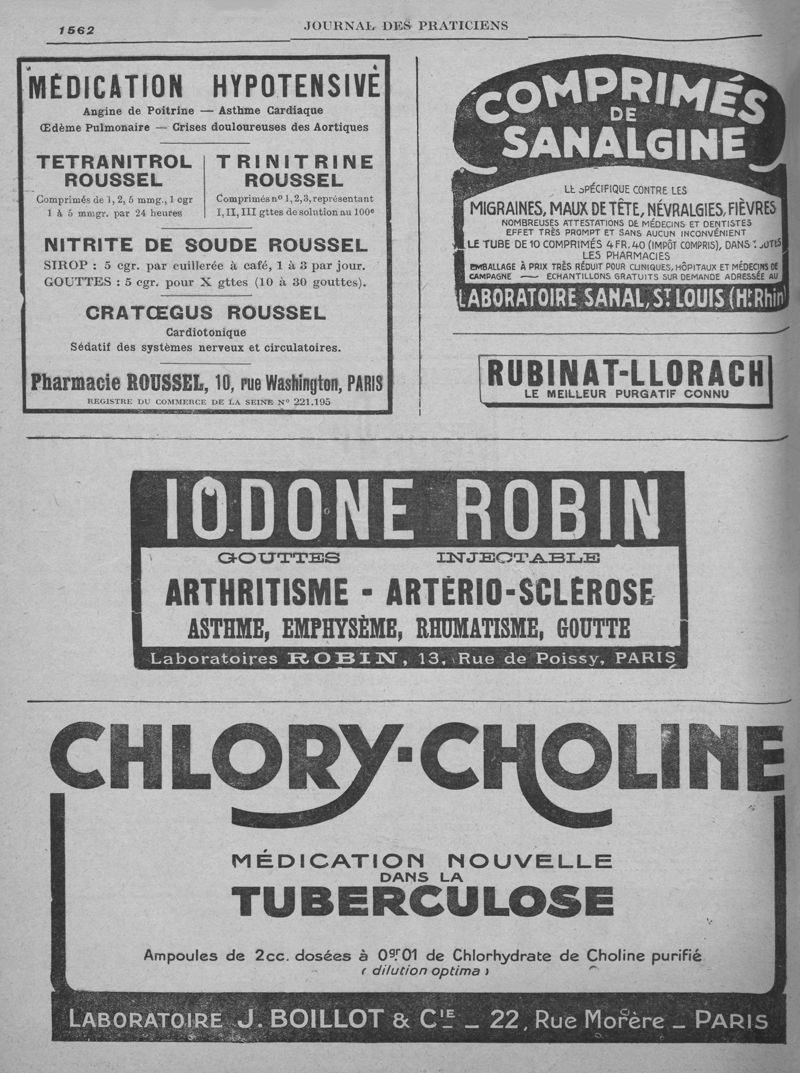 1562
JOURNAL DES PRATICIENS
MÉDICATION HYPOTENSIVE
Angine de Poitrine — Asthme Cardiaque
Œdème Pulmonaire — Crises douloureuses des Aortiques
TETRANITROL
ROUSSEL
Comprimés de 1, 2, 5 mmg., 1 cgr
1 à 5 mmgr. par 24 heures
TRINITRINE
ROUSSEL
Comprimés nº 1, 2, 3, représentant
I, II, III gttes de solution au 100e
NITRITE DE SOUDE ROUSSEL
SIROP : 5 cgr. par cuillerée à café, 1 à 3 par jour.
GOUTTES : 5 cgr. pour X gttes (10 à 30 gouttes).
CRATŒGUS ROUSSEL
Cardiotonique
Sédatif des systèmes nerveux et circulatoires.
Pharmacie ROUSSEL, 10, rue Washington, PARIS
REGISTRE DU COMMERCE DE LA SEINE Nº 221.195
COMPRIMÉS
DE
SANALGINE
LE SPÉCIFIQUE CONTRE LES
MIGRAINES, MAUX DE TÊTE, NÉVRALGIES, FIÈVRES
NOMBREUSES ATTESTATIONS DE MÉDECINS ET DENTISTES
EFFET TRÈS PROMPT ET SANS AUCUN INCONVÉNIENT
LE TUBE DE 10 COMPRIMÉS 4 FR. 40 (IMPÔT COMPRIS), DANS TOUTES
LES PHARMACIES
EMBALLAGE À PRIX TRÈS RÉDUIT POUR CLINIQUES, HÔPITAUX ET MÉDECINS DE
CAMPAGNE — ECHANTILLONS GRATUITS SUR DEMANDE ADRESSÉE AU
LABORATOIRE SANAL, ST LOUIS (Ht Rhin)
RUBINAT-LLORACH
LE MEILLEUR PURGATIF CONNU
IODONE ROBIN
GOUTTES INJECTABLE
ARTHRITISME - ARTÉRIO-SCLÉROSE
ASTHME, EMPHYSÈME, RHUMATISME, GOUTTE
Laboratoires ROBIN, 13, Rue de Poissy, PARIS
CHLORY-CHOLINE
MÉDICATION NOUVELLE
DANS LA
TUBERCULOSE
Ampoules de 2cc. dosées à 0gr.01 de Chlorhydrate de Choline purifié
(dilution optima)
LABORATOIRE J. BOILLOT & CIE _ 22, Rue Morère _ PARIS